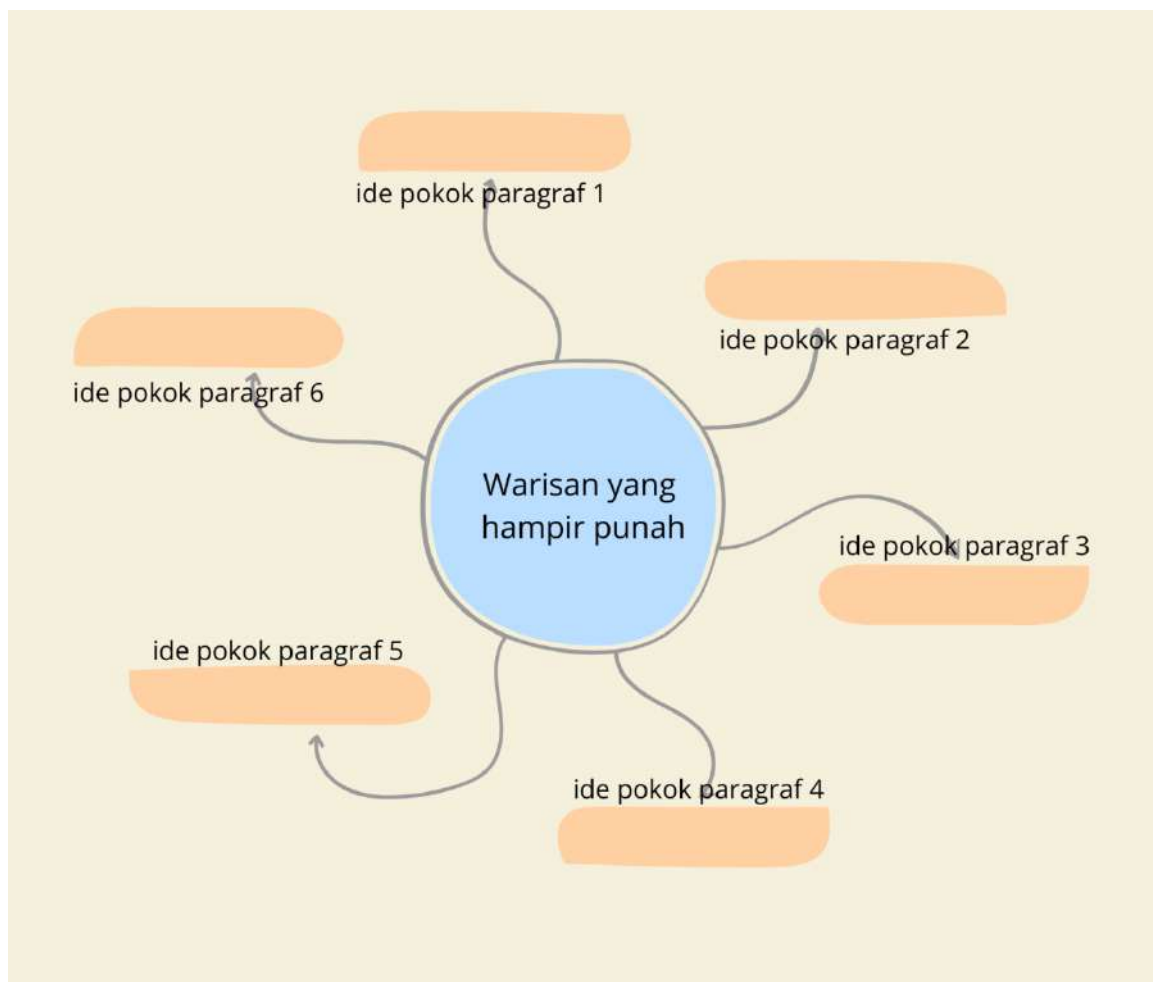 ide pokok paragraf 1
ide pokok paragraf 2
ide pokok paragraf 6
Warisan yang
hampir punah
ide pokok paragraf 3
ide pokok paragraf 5
ide pokok paragraf 4